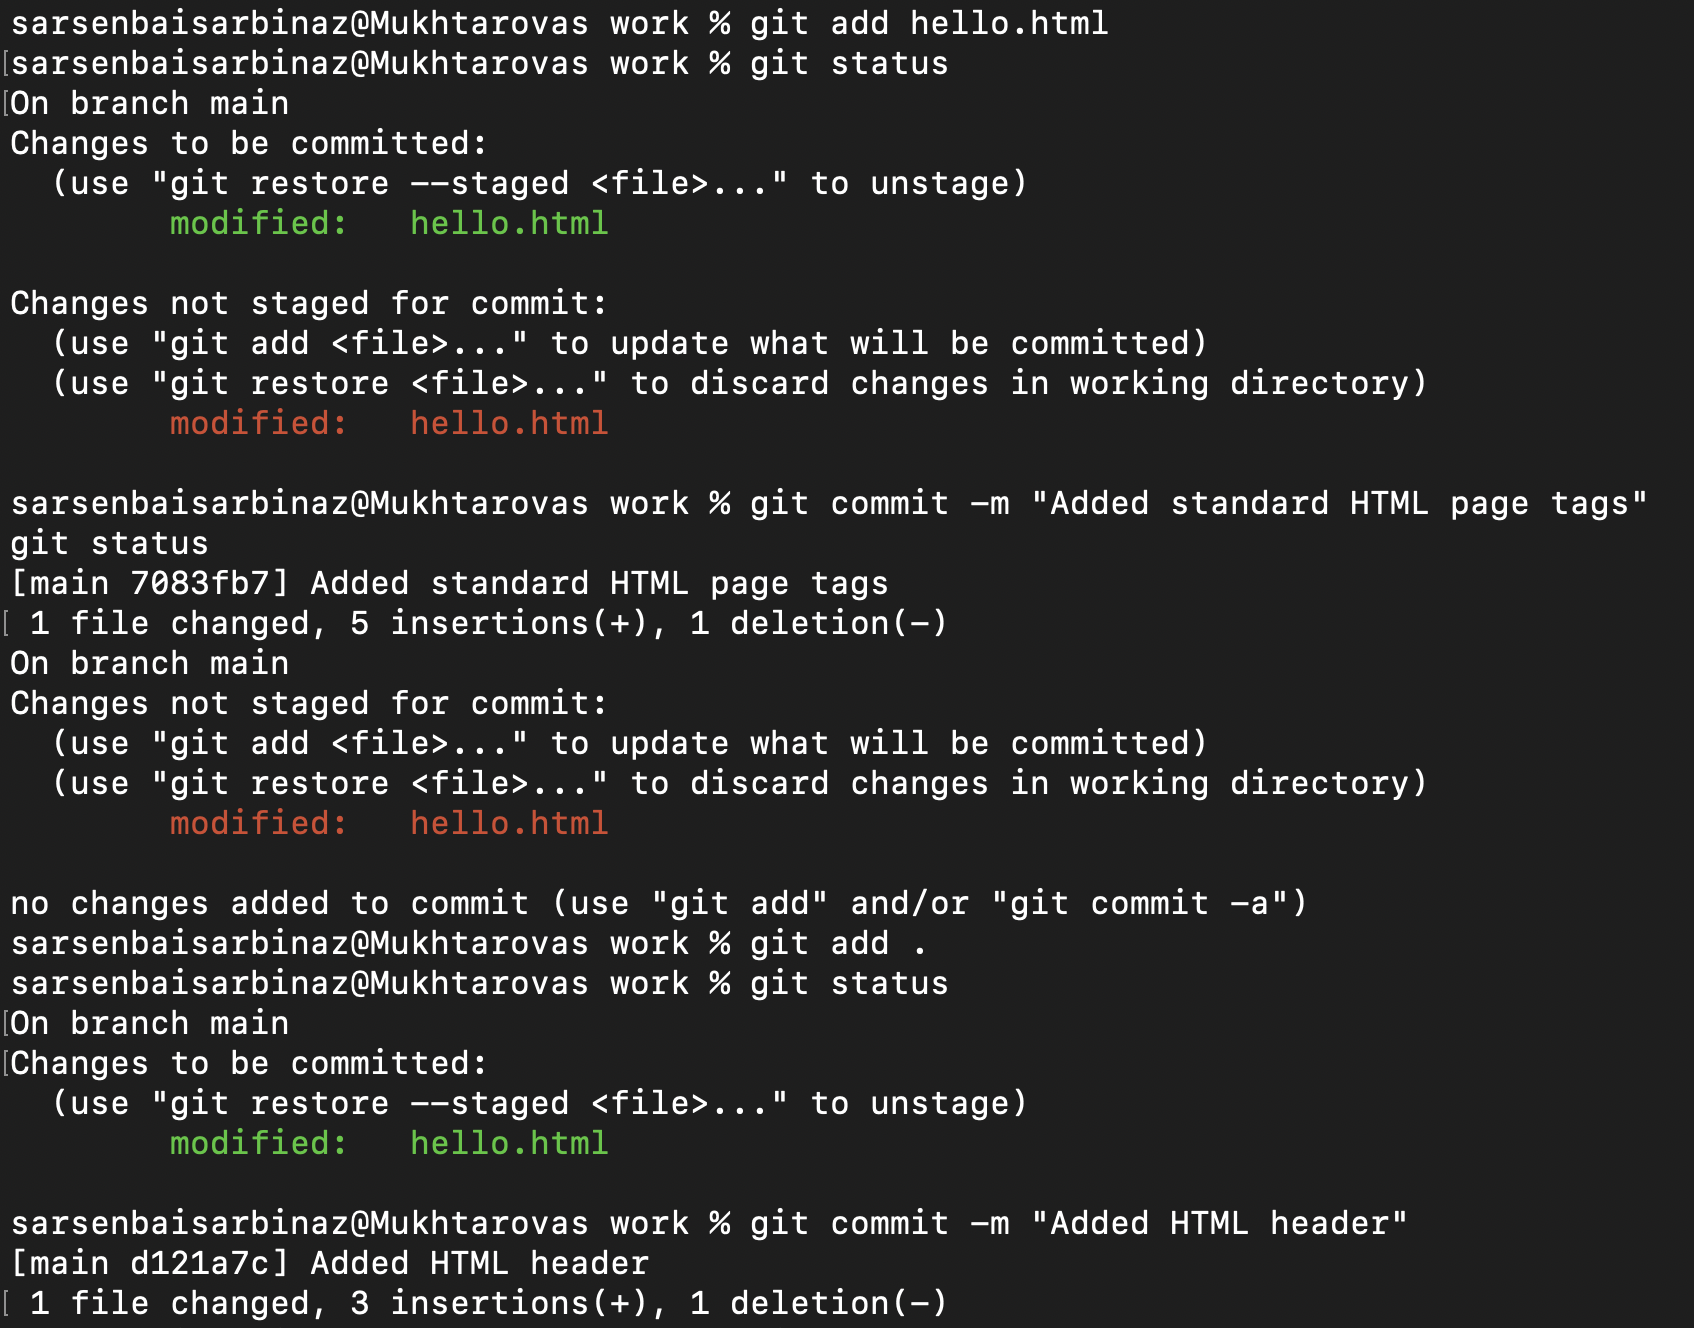 sarsenbaisarbinaz@Mukhtarovas work % git add hello.html
[sarsenbaisarbinaz@Mukhtarovas work % git status
[On branch main
Changes to be committed:
  (use "git restore --staged <file>..." to unstage)
        modified:   hello.html

Changes not staged for commit:
  (use "git add <file>..." to update what will be committed)
  (use "git restore <file>..." to discard changes in working directory)
        modified:   hello.html

sarsenbaisarbinaz@Mukhtarovas work % git commit -m "Added standard HTML page tags"
git status
[main 7083fb7] Added standard HTML page tags
[ 1 file changed, 5 insertions(+), 1 deletion(-)
On branch main
Changes not staged for commit:
  (use "git add <file>..." to update what will be committed)
  (use "git restore <file>..." to discard changes in working directory)
        modified:   hello.html

no changes added to commit (use "git add" and/or "git commit -a")
sarsenbaisarbinaz@Mukhtarovas work % git add .
sarsenbaisarbinaz@Mukhtarovas work % git status
[On branch main
[Changes to be committed:
  (use "git restore --staged <file>..." to unstage)
        modified:   hello.html

sarsenbaisarbinaz@Mukhtarovas work % git commit -m "Added HTML header"
[main d121a7c] Added HTML header
[ 1 file changed, 3 insertions(+), 1 deletion(-)